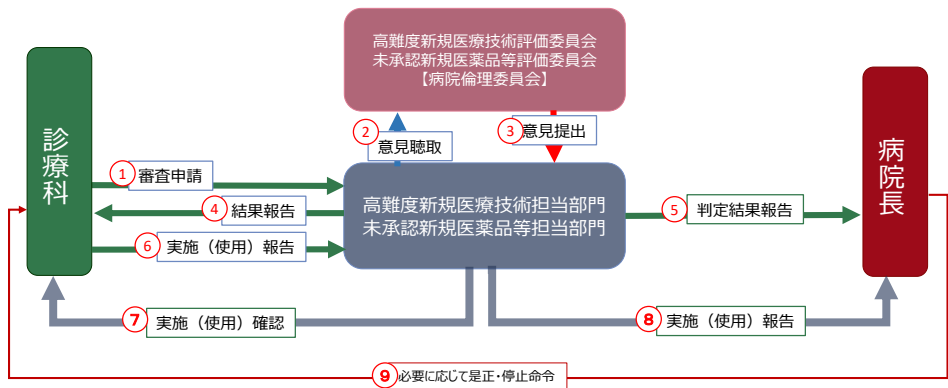 高難度新規医療技術評価委員会
未承認新規医薬品等評価委員会
【病院倫理委員会】
診療科
病院長
② 意見聴取
③ 意見提出
① 審査申請
高難度新規医療技術担当部門
未承認新規医薬品等担当部門
④ 結果報告
⑤ 判定結果報告
⑥ 実施（使用）報告
⑦ 実施（使用）確認
⑧ 実施（使用）報告
⑨ 必要に応じて是正・停止命令